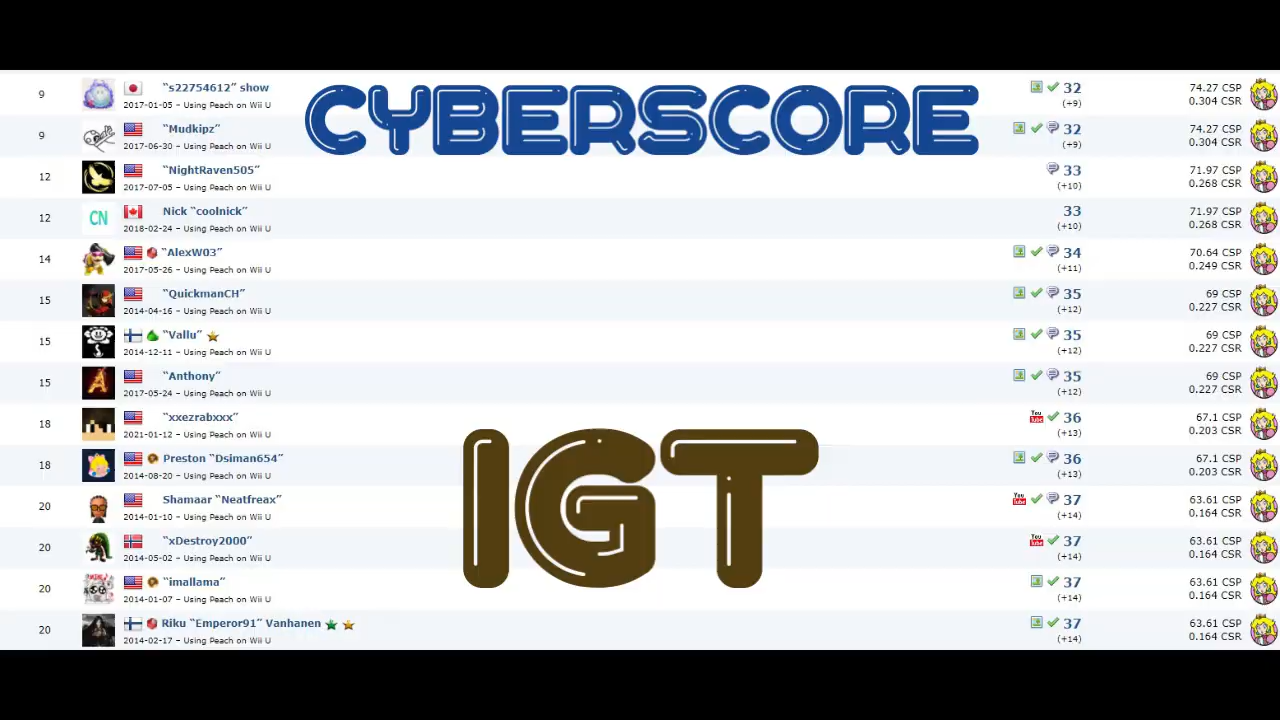 CYBERSCORE
9 "s22754612" show 32 74.27 CSP
2017-01-05 – Using Peach on Wii U (+9) 0.304 CSR
9 "Mudkipz" 32 74.27 CSP
2017-06-30 – Using Peach on Wii U (+9) 0.304 CSR
12 "NightRaven505" 33 71.97 CSP
2017-07-05 – Using Peach on Wii U (+10) 0.268 CSR
12 CN Nick "coolnick" 33 71.97 CSP
2018-02-24 – Using Peach on Wii U (+10) 0.268 CSR
14 "AlexW03" 34 70.64 CSP
2017-05-26 – Using Peach on Wii U (+11) 0.249 CSR
15 "QuickmanCH" 35 69 CSP
2014-04-16 – Using Peach on Wii U (+12) 0.227 CSR
15 "Vallu" 35 69 CSP
2014-12-11 – Using Peach on Wii U (+12) 0.227 CSR
15 "Anthony" 35 69 CSP
2017-05-24 – Using Peach on Wii U (+12) 0.227 CSR
18 "xxezrabxxx" You Tube 36 67.1 CSP
2021-01-12 – Using Peach on Wii U (+13) 0.203 CSR
IGT
18 Preston "Dsiman654" 36 67.1 CSP
2014-08-20 – Using Peach on Wii U (+13) 0.203 CSR
20 Shamaar "Neatfreax" You Tube 37 63.61 CSP
2014-01-10 – Using Peach on Wii U (+14) 0.164 CSR
20 "xDestroy2000" You Tube 37 63.61 CSP
2014-05-02 – Using Peach on Wii U (+14) 0.164 CSR
20 "imallama" 37 63.61 CSP
2014-01-07 – Using Peach on Wii U (+14) 0.164 CSR
20 Riku "Emperor91" Vanhanen 37 63.61 CSP
2014-02-17 – Using Peach on Wii U (+14) 0.164 CSR